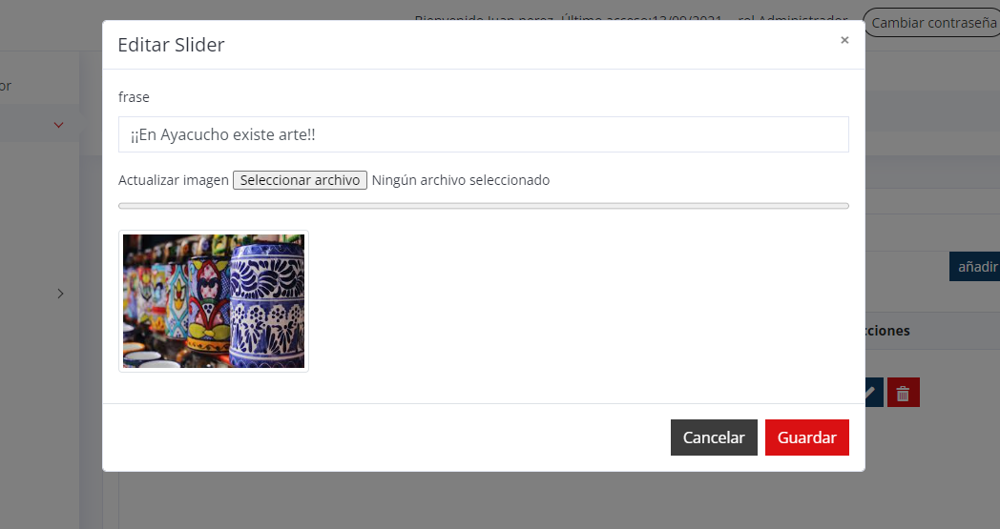 Bienvenido Juan perez Último acceso:13/09/2021 rol Administrador
Cambiar contraseña
Editar Slider
×
or
frase
¡¡En Ayacucho existe arte!!
Actualizar imagen Seleccionar archivo Ningún archivo seleccionado
añadir
cciones
Cancelar Guardar